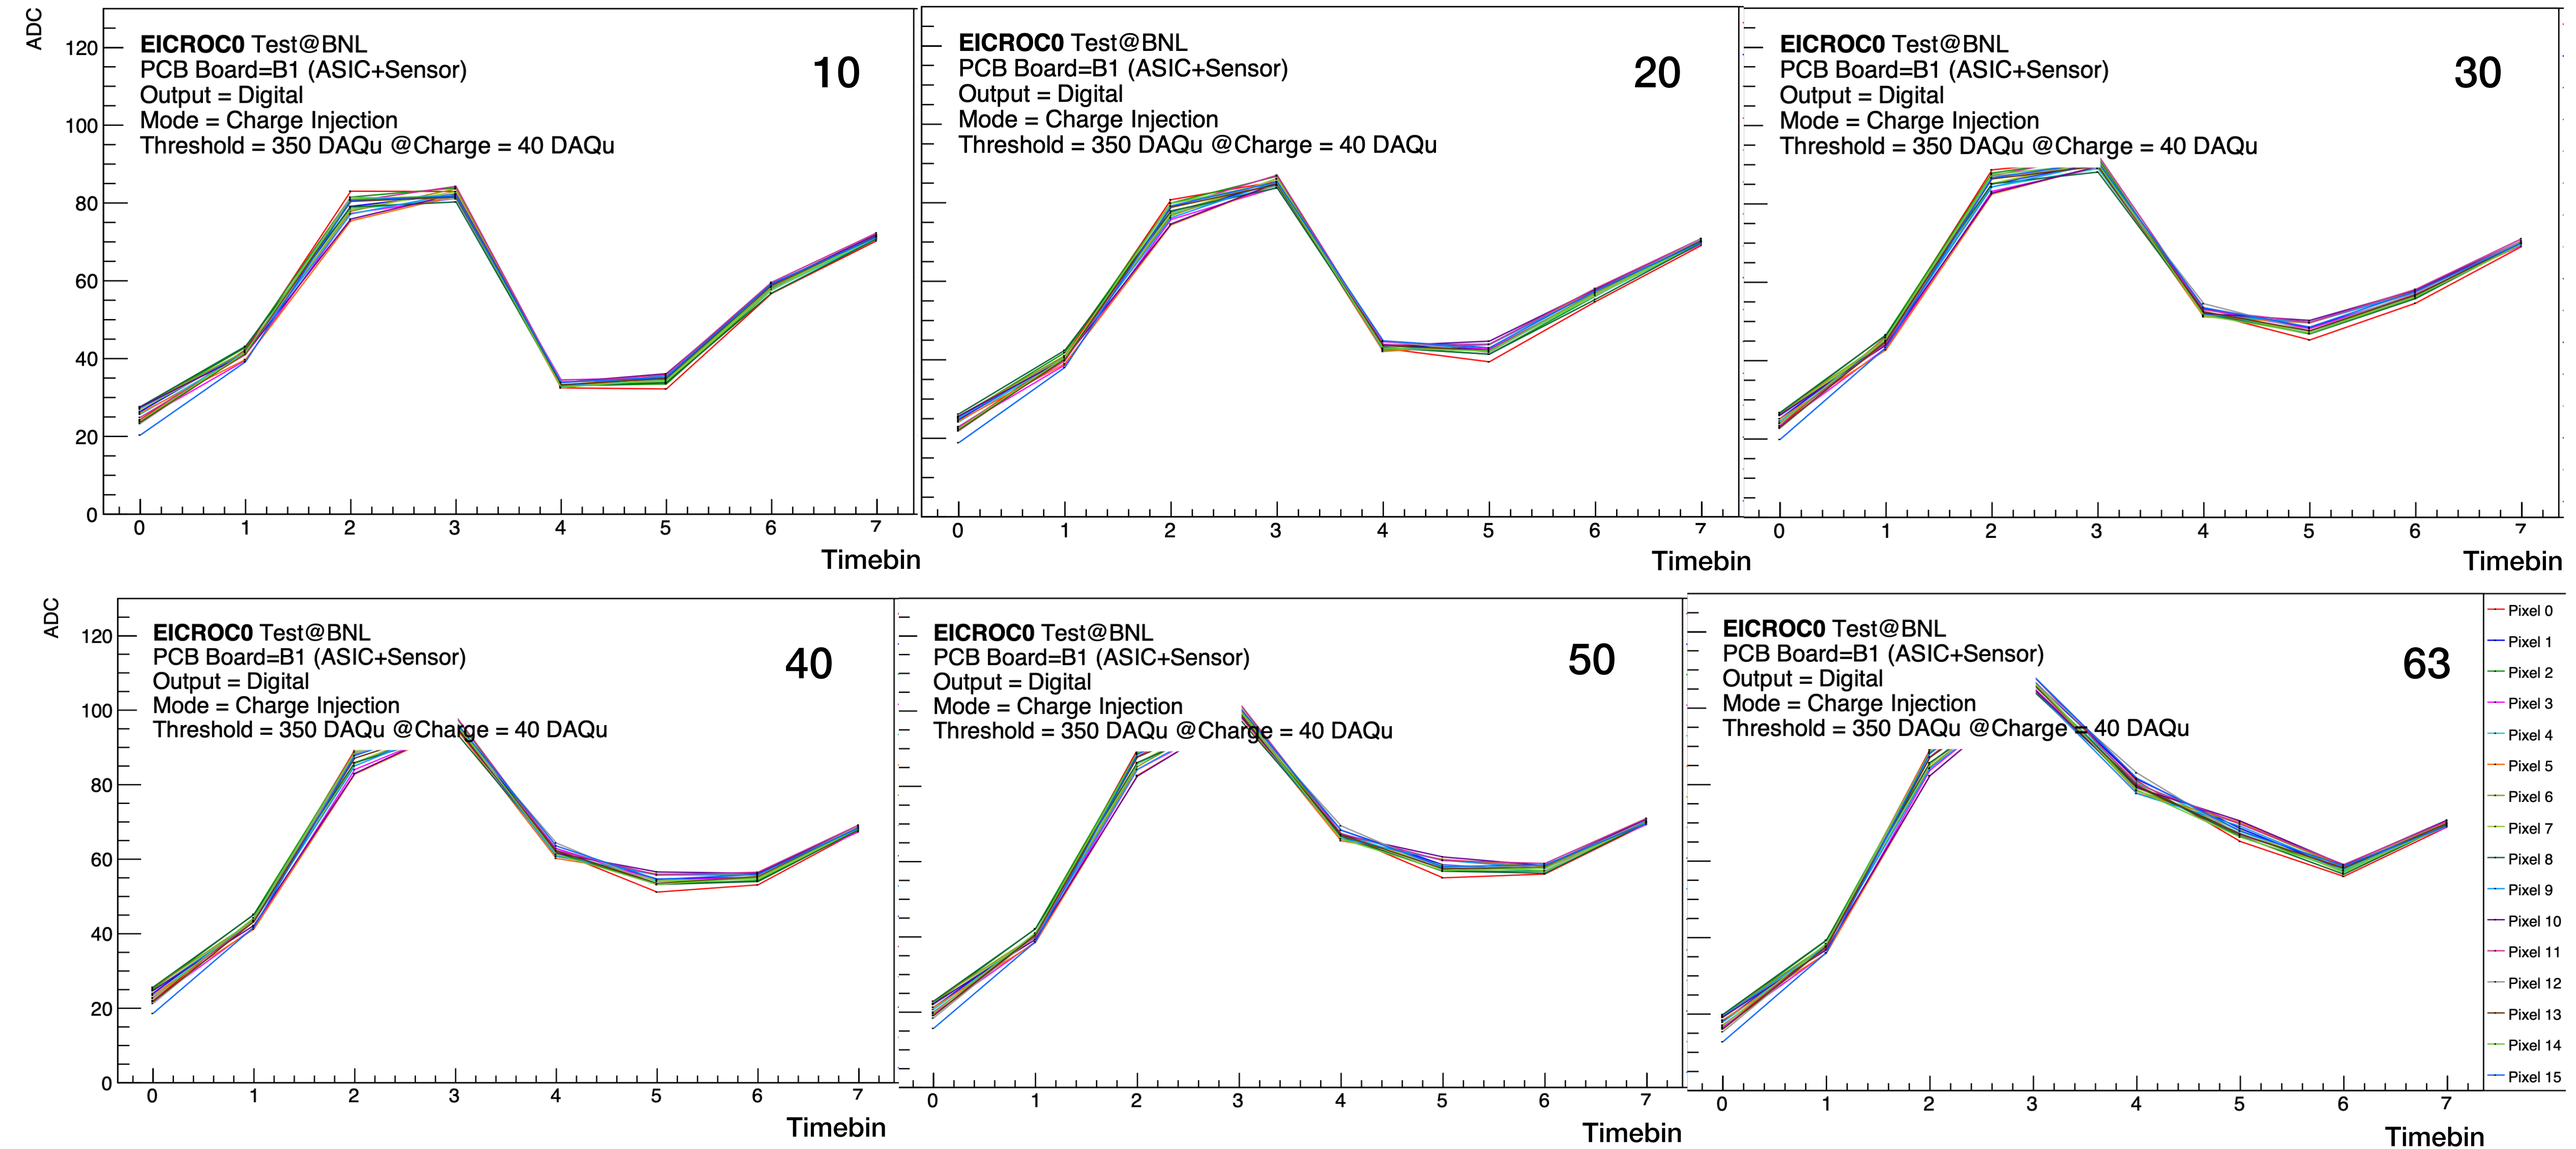 ADC
120
100
80
60
40
20
0
EICROC0 Test@BNL
PCB Board=B1 (ASIC+Sensor)
Output = Digital
Mode = Charge Injection
Threshold = 350 DAQu @Charge = 40 DAQu
10
0 1 2 3 4 5 6 7
Timebin
EICROC0 Test@BNL
PCB Board=B1 (ASIC+Sensor)
Output = Digital
Mode = Charge Injection
Threshold = 350 DAQu @Charge = 40 DAQu
20
0 1 2 3 4 5 6 7
Timebin
EICROC0 Test@BNL
PCB Board=B1 (ASIC+Sensor)
Output = Digital
Mode = Charge Injection
Threshold = 350 DAQu @Charge = 40 DAQu
30
0 1 2 3 4 5 6 7
Timebin
ADC
120
100
80
60
40
20
0
EICROC0 Test@BNL
PCB Board=B1 (ASIC+Sensor)
Output = Digital
Mode = Charge Injection
Threshold = 350 DAQu @Charge = 40 DAQu
40
0 1 2 3 4 5 6 7
Timebin
EICROC0 Test@BNL
PCB Board=B1 (ASIC+Sensor)
Output = Digital
Mode = Charge Injection
Threshold = 350 DAQu @Charge = 40 DAQu
50
0 1 2 3 4 5 6 7
Timebin
EICROC0 Test@BNL
PCB Board=B1 (ASIC+Sensor)
Output = Digital
Mode = Charge Injection
Threshold = 350 DAQu @Charge = 40 DAQu
63
0 1 2 3 4 5 6 7
Timebin
Pixel 0
Pixel 1
Pixel 2
Pixel 3
Pixel 4
Pixel 5
Pixel 6
Pixel 7
Pixel 8
Pixel 9
Pixel 10
Pixel 11
Pixel 12
Pixel 13
Pixel 14
Pixel 15